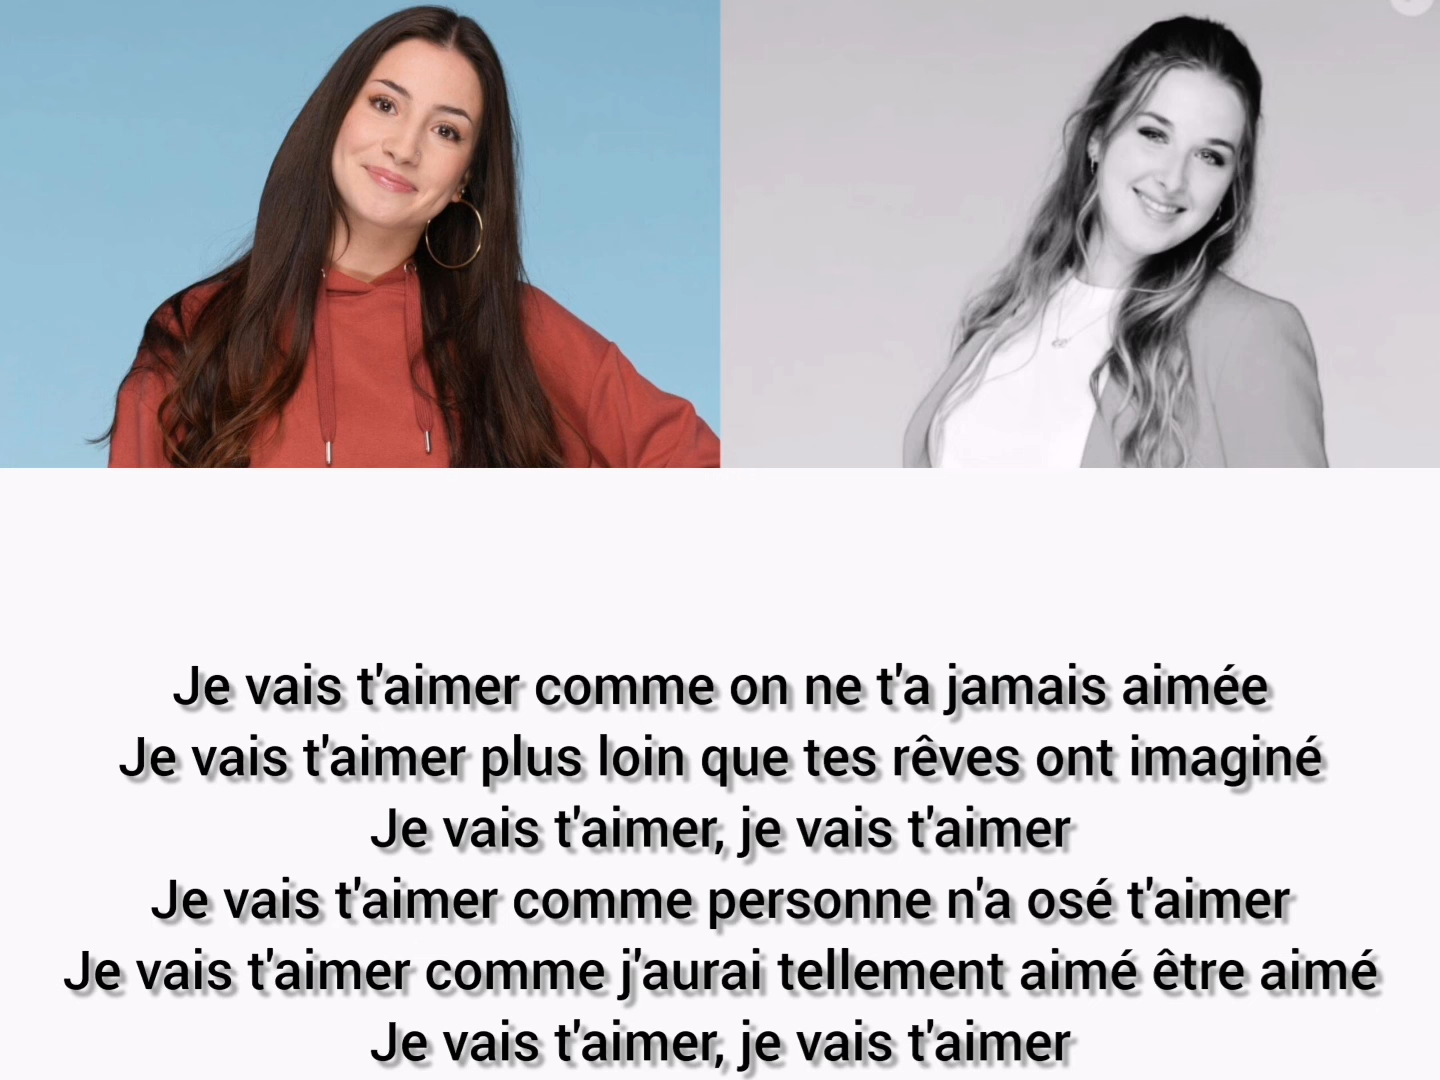 Je vais t'aimer comme on ne t'a jamais aimée
Je vais t'aimer plus loin que tes rêves ont imaginé
Je vais t'aimer, je vais t'aimer
Je vais t'aimer comme personne n'a osé t'aimer
Je vais t'aimer comme j'aurai tellement aimé être aimé
Je vais t'aimer, je vais t'aimer